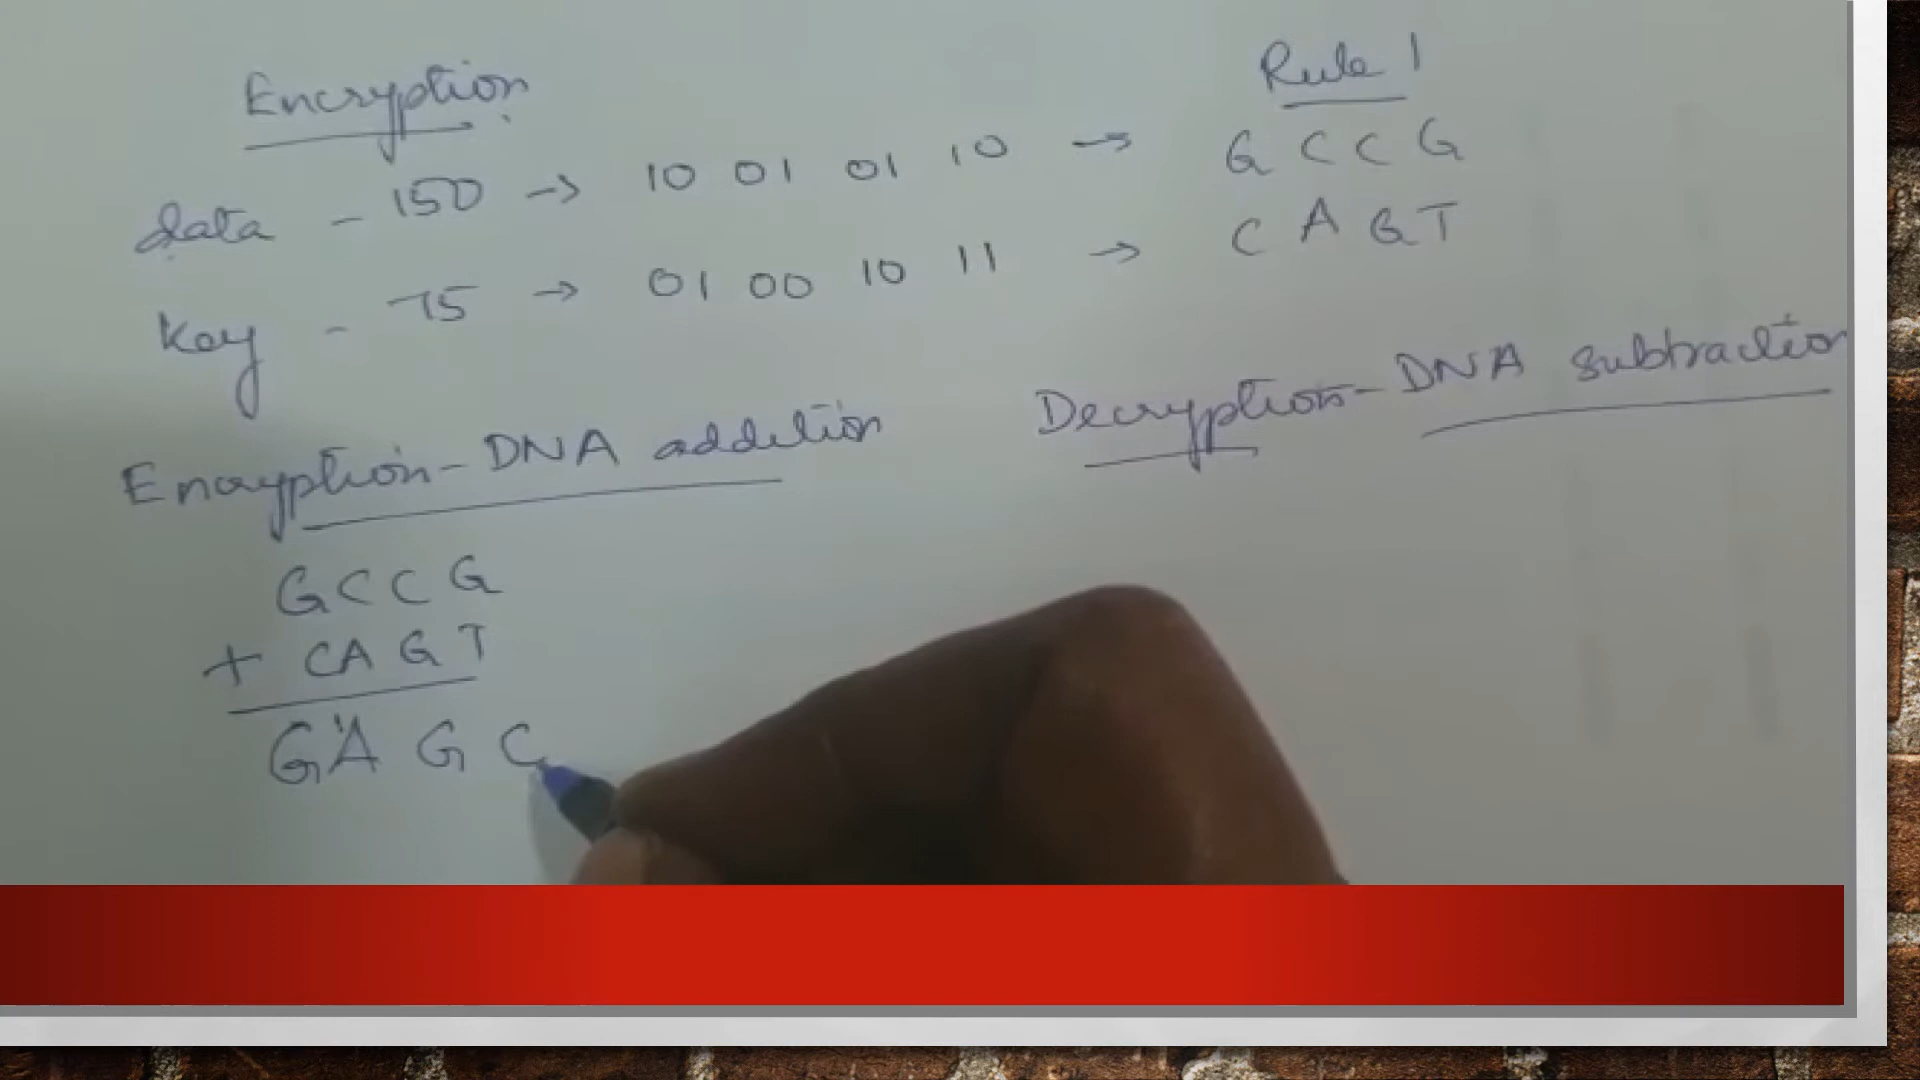 Encryption
Rule 1
data - 150 → 10 01 01 10 → G C C G
Key - 75 → 01 00 10 11 → C A G T
Encryption - DNA addition
Decryption - DNA subtraction
G C C G
+ C A G T
G A G C